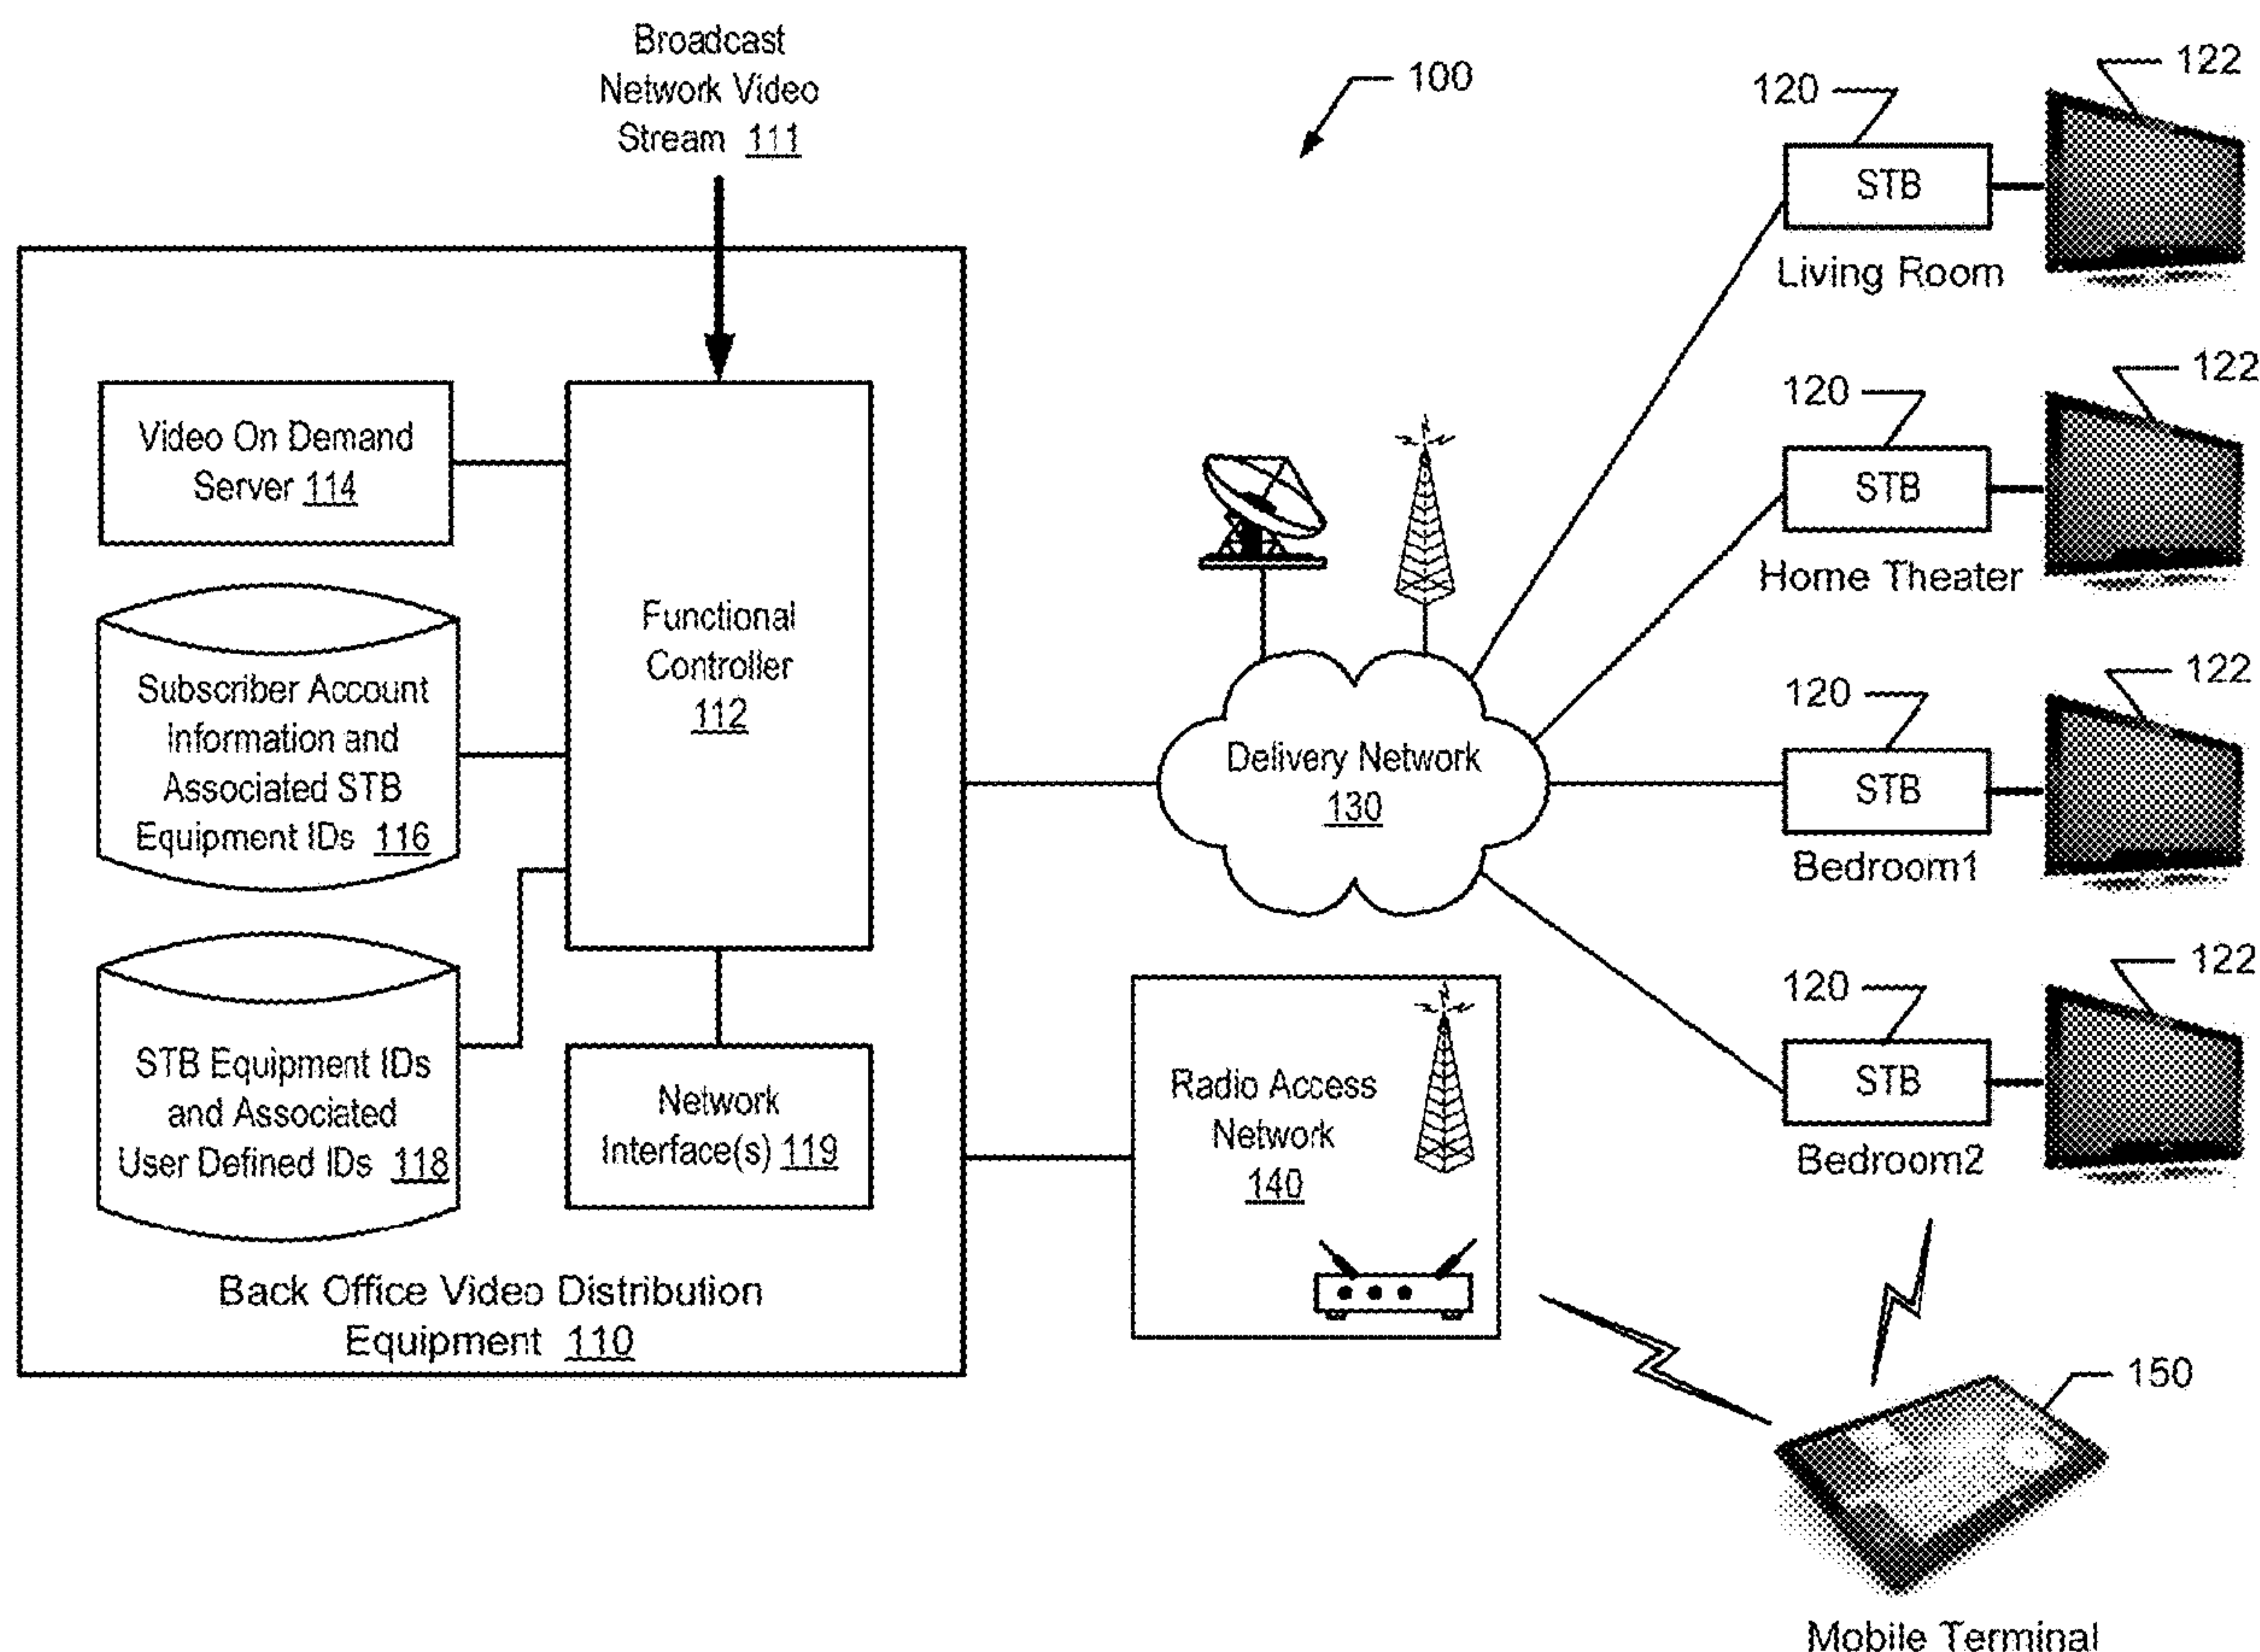 Broadcast
Network Video
Stream 111
100
Video On Demand
Server 114
Functional
Controller
112
Subscriber Account
Information and
Associated STB
Equipment IDs 116
STB Equipment IDs
and Associated
User Defined IDs 118
Network
Interface(s) 119
Back Office Video Distribution
Equipment 110
Delivery Network
130
Radio Access
Network
140
120
122
STB
Living Room
120
122
STB
Home Theater
120
122
STB
Bedroom1
120
122
STB
Bedroom2
150
Mobile Terminal